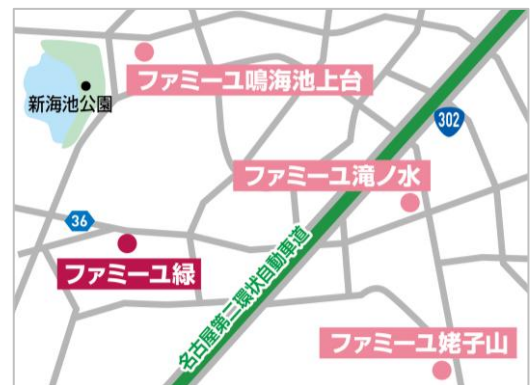 ファミーユ鳴海池上台
新海池公園
302
ファミーユ滝ノ水
36
ファミーユ緑
名古屋第二環状自動車道
ファミーユ姥子山